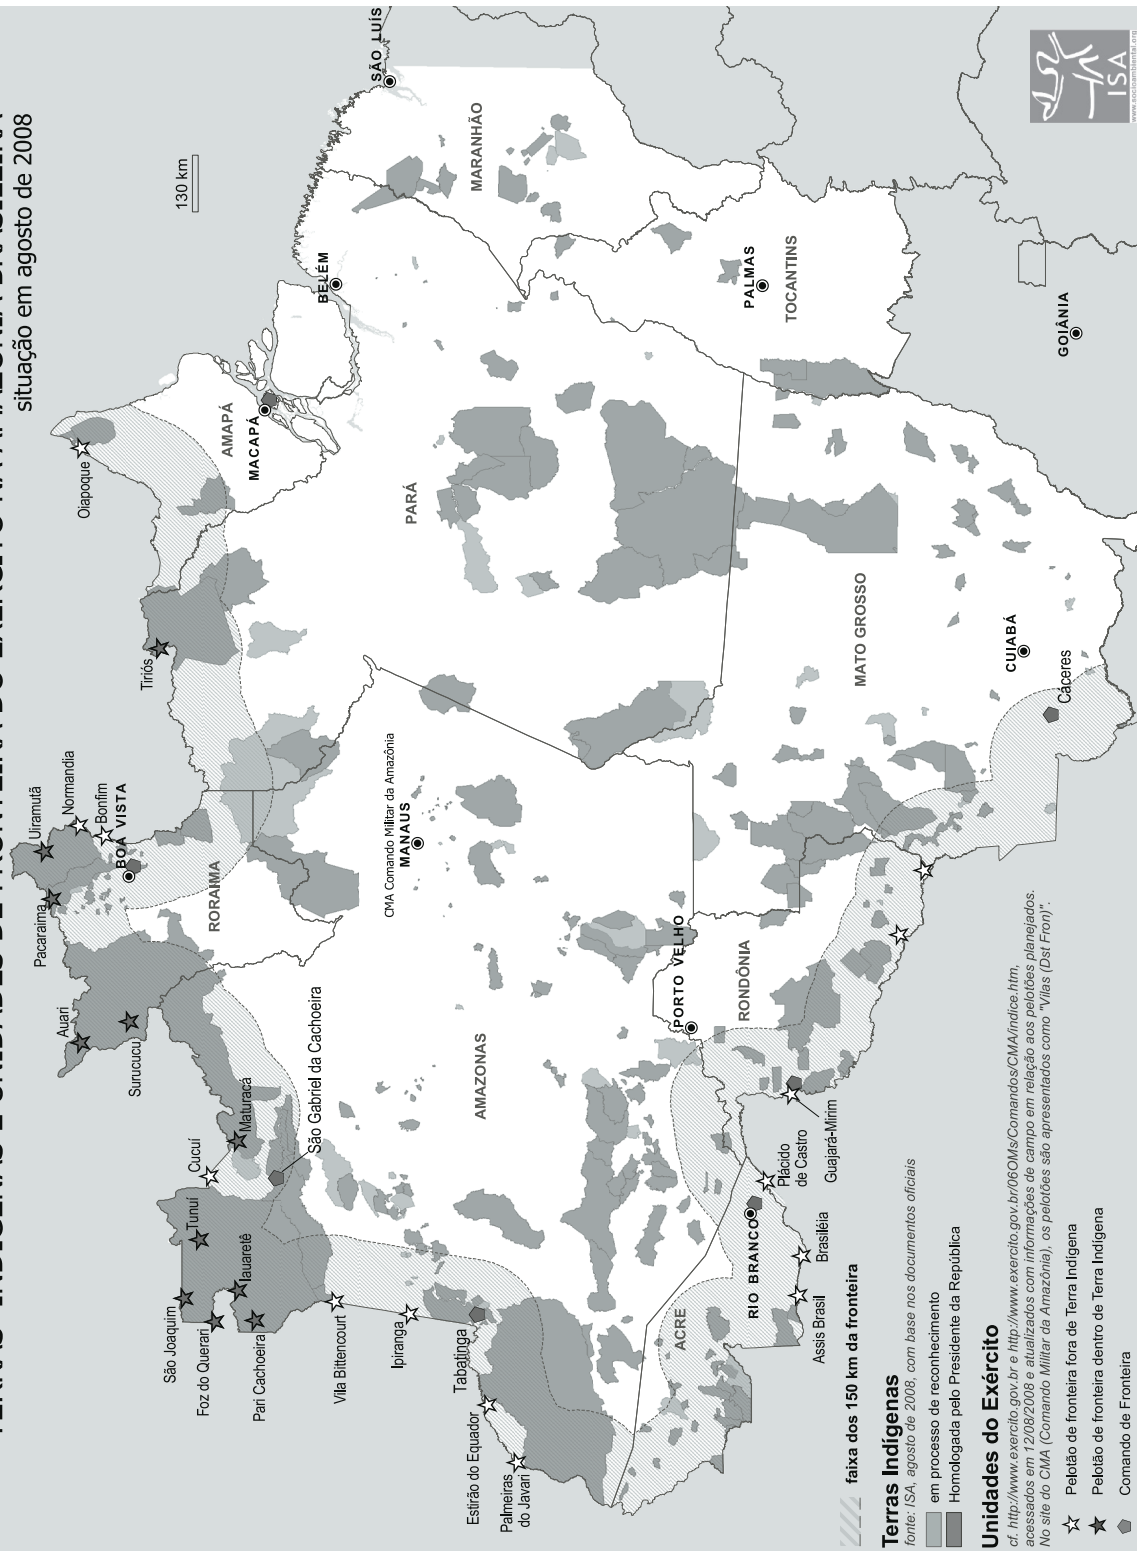 situação em agosto de 2008
130 km
SÃO LUÍS
MARANHÃO
BELÉM
PALMAS
TOCANTINS
GOIÂNIA
Oiapoque
AMAPÁ
MACAPÁ
PARÁ
MATO GROSSO
CUIABÁ
Cáceres
Tiriós
Uiramutã
Normandia
Bonfim
BOA VISTA
Pacaraima
RORAIMA
CMA Comando Militar da Amazônia
MANAUS
Auari
Surucucu
AMAZONAS
PORTO VELHO
RONDÔNIA
São Gabriel da Cachoeira
Maturacá
Cucuí
Tunuí
Iauaretê
São Joaquim
Foz do Querari
Pari Cachoeira
Vila Bittencourt
Ipiranga
Tabatinga
Estirão do Equador
Palmeiras
do Javari
ACRE
RIO BRANCO
Assis Brasil
Brasiléia
Plácido
de Castro
Guajará-Mirim
faixa dos 150 km da fronteira
Terras Indígenas
fonte: ISA, agosto de 2008, com base nos documentos oficiais
em processo de reconhecimento
Homologada pelo Presidente da República
Unidades do Exército
cf. http://www.exercito.gov.br e http://www.exercito.gov.br/06OMs/Comandos/CMA/indice.htm,
acessados em 12/08/2008 e atualizados com informações de campo em relação aos pelotões planejados.
No site do CMA (Comando Militar da Amazônia), os pelotões são apresentados como "Vilas (Dst Fron)".
Pelotão de fronteira fora de Terra Indígena
Pelotão de fronteira dentro de Terra Indígena
Comando de Fronteira
ISA
www.socioambiental.org